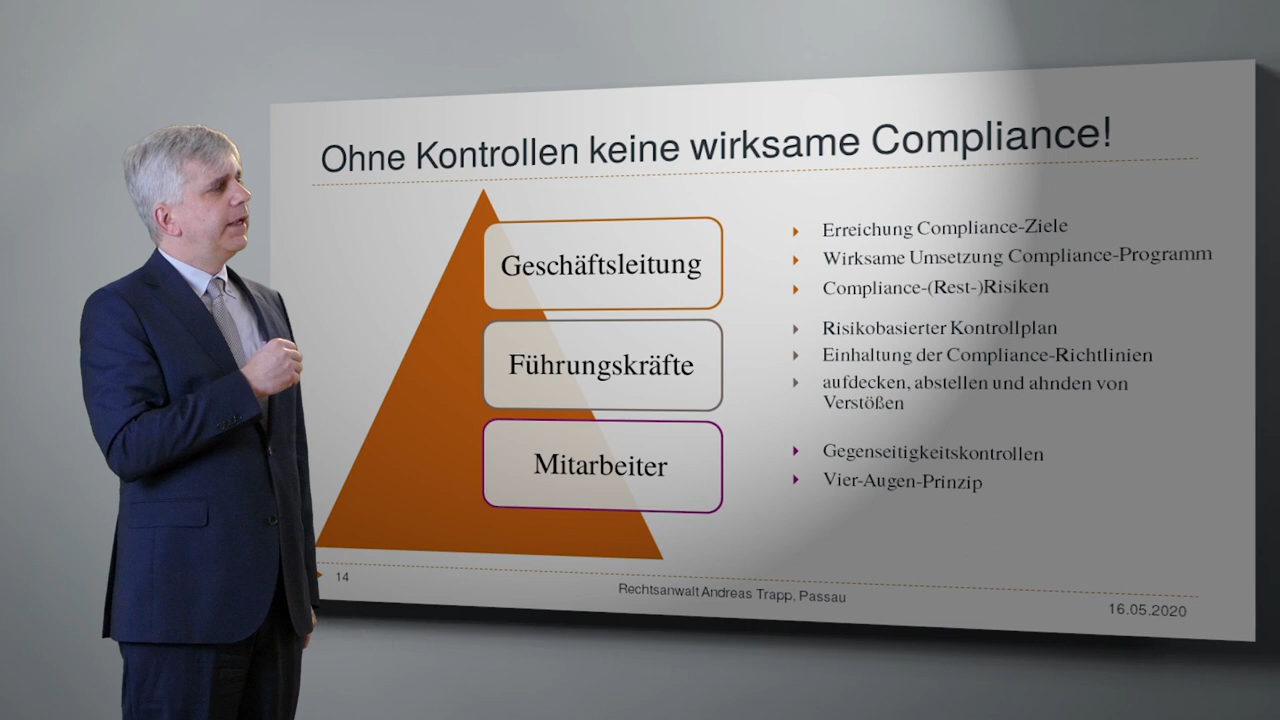 Ohne Kontrollen keine wirksame Compliance!
Geschäftsleitung
Erreichung Compliance-Ziele
Wirksame Umsetzung Compliance-Programm
Compliance-(Rest-)Risiken
Führungskräfte
Risikobasierter Kontrollplan
Einhaltung der Compliance-Richtlinien
aufdecken, abstellen und ahnden von
Verstößen
Mitarbeiter
Gegenseitigkeitskontrollen
Vier-Augen-Prinzip
14
Rechtsanwalt Andreas Trapp, Passau
16.05.2020